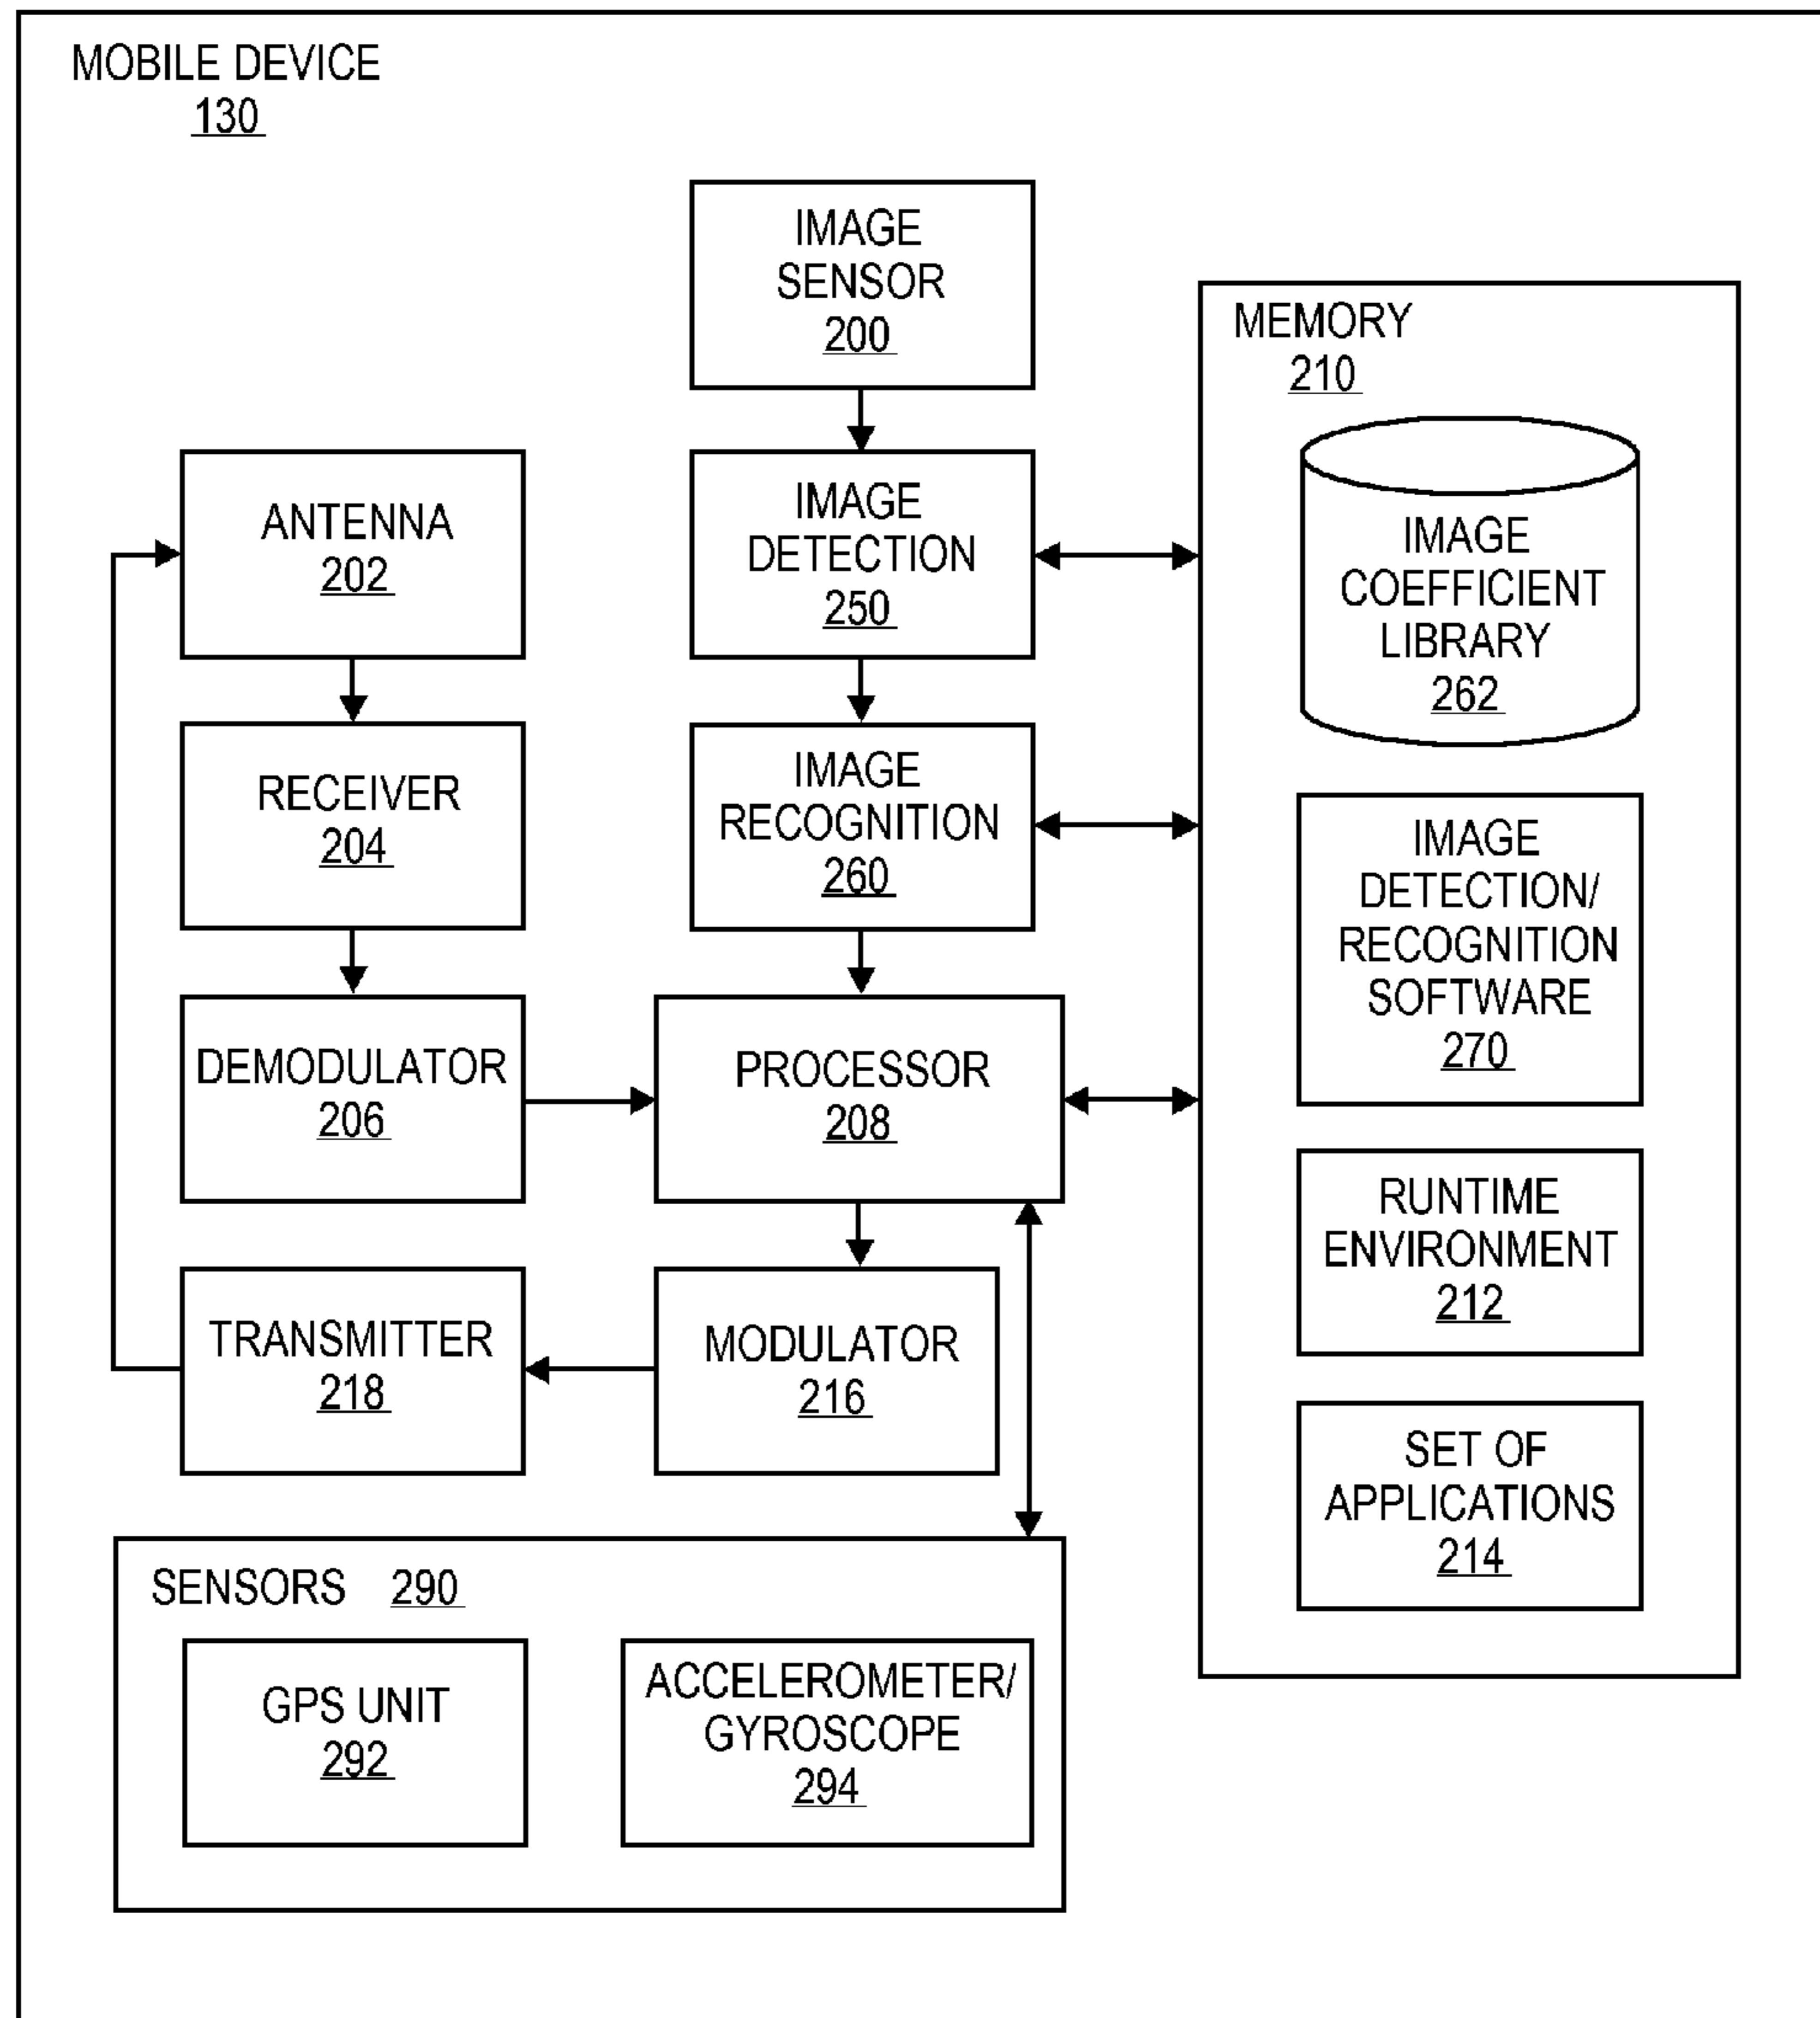 MOBILE DEVICE
130
IMAGE
SENSOR
200
ANTENNA
202
IMAGE
DETECTION
250
RECEIVER
204
IMAGE
RECOGNITION
260
DEMODULATOR
206
PROCESSOR
208
TRANSMITTER
218
MODULATOR
216
SENSORS 290
GPS UNIT
292
ACCELEROMETER/
GYROSCOPE
294
MEMORY
210
IMAGE
COEFFICIENT
LIBRARY
262
IMAGE
DETECTION/
RECOGNITION
SOFTWARE
270
RUNTIME
ENVIRONMENT
212
SET OF
APPLICATIONS
214